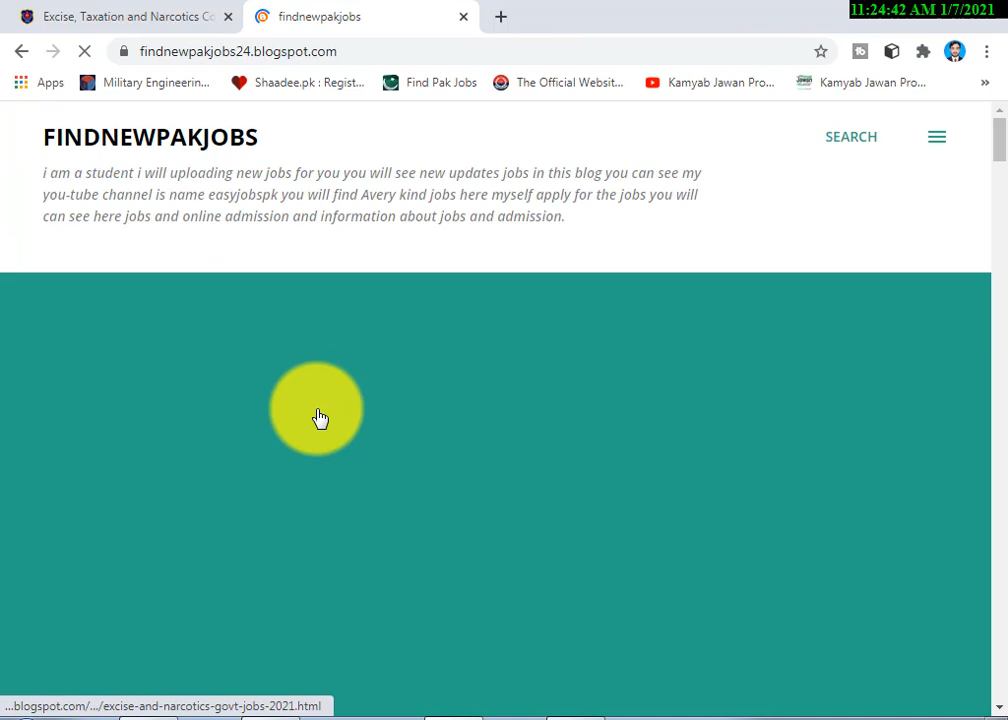 11:24:42 AM 1/7/2021
Excise, Taxation and Narcotics Co
findnewpakjobs
findnewpakjobs24.blogspot.com
Apps
Military Engineerin...
Shaadee.pk : Regist...
Find Pak Jobs
The Official Websit...
Kamyab Jawan Pro...
Kamyab Jawan Pro...
»
FINDNEWPAKJOBS
SEARCH
i am a student i will uploading new jobs for you you will see new updates jobs in this blog you can see my
you-tube channel is name easyjobspk you will find Avery kind jobs here myself apply for the jobs you will
can see here jobs and online admission and information about jobs and admission.
...blogspot.com/.../excise-and-narcotics-govt-jobs-2021.html